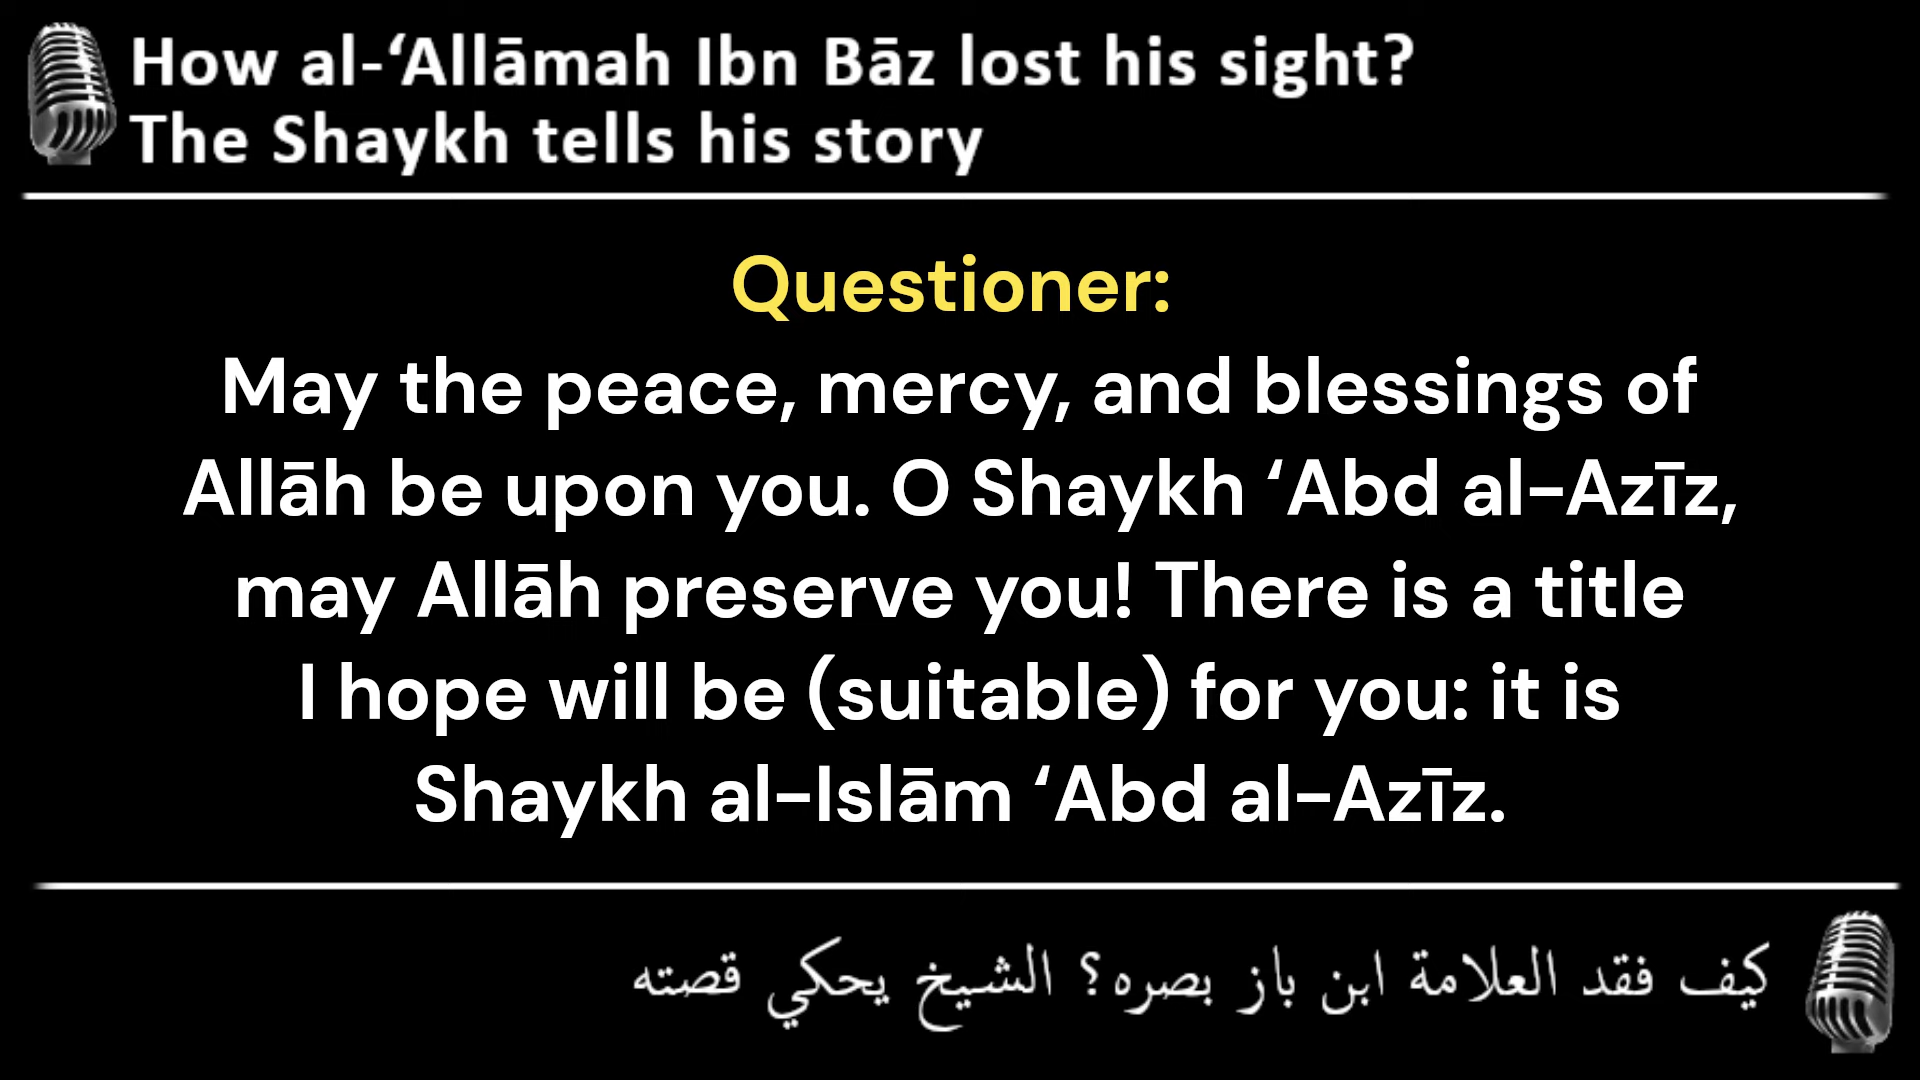 How al-‘Allāmah Ibn Bāz lost his sight?
The Shaykh tells his story
Questioner:
May the peace, mercy, and blessings of
Allāh be upon you. O Shaykh ‘Abd al-Azīz,
may Allāh preserve you! There is a title
I hope will be (suitable) for you: it is
Shaykh al-Islām ‘Abd al-Azīz.
كيف فقد العلامة ابن باز بصره؟ الشيخ يحكي قصته